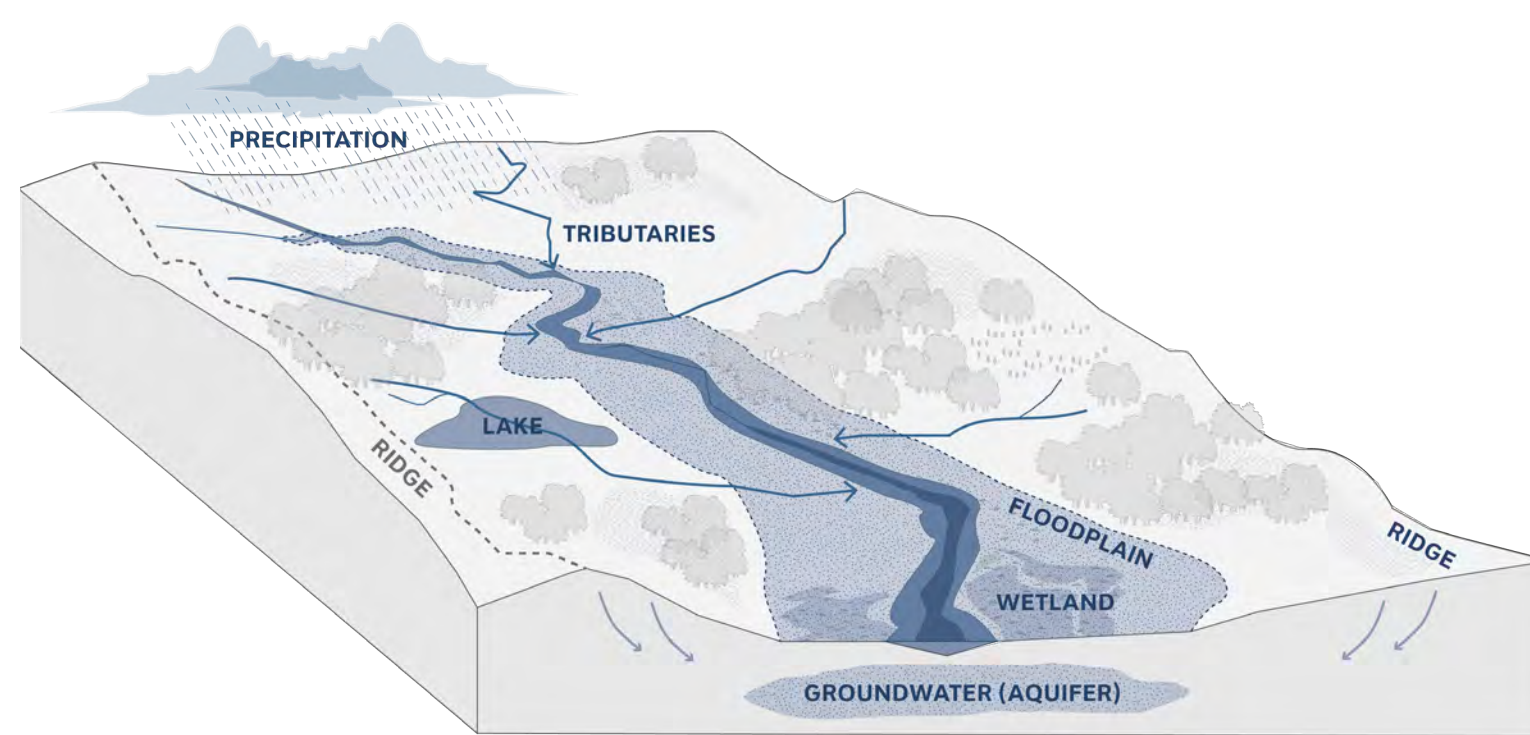 PRECIPITATION
TRIBUTARIES
LAKE
RIDGE
FLOODPLAIN
RIDGE
WETLAND
GROUNDWATER (AQUIFER)